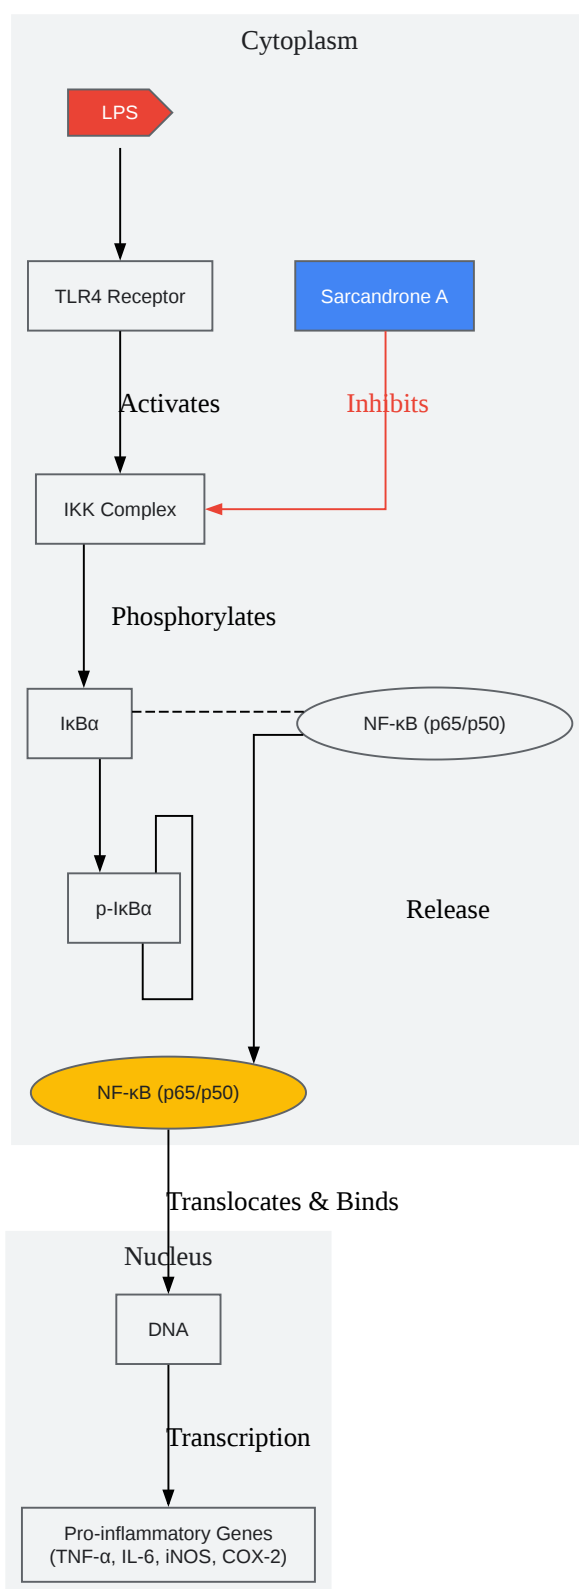 Cytoplasm
LPS
TLR4 Receptor
Sarcandrone A
Activates
Inhibits
IKK Complex
Phosphorylates
IκBα
NF-κB (p65/p50)
p-IκBα
Release
NF-κB (p65/p50)
Translocates & Binds
Nucleus
DNA
Transcription
Pro-inflammatory Genes
(TNF-α, IL-6, iNOS, COX-2)